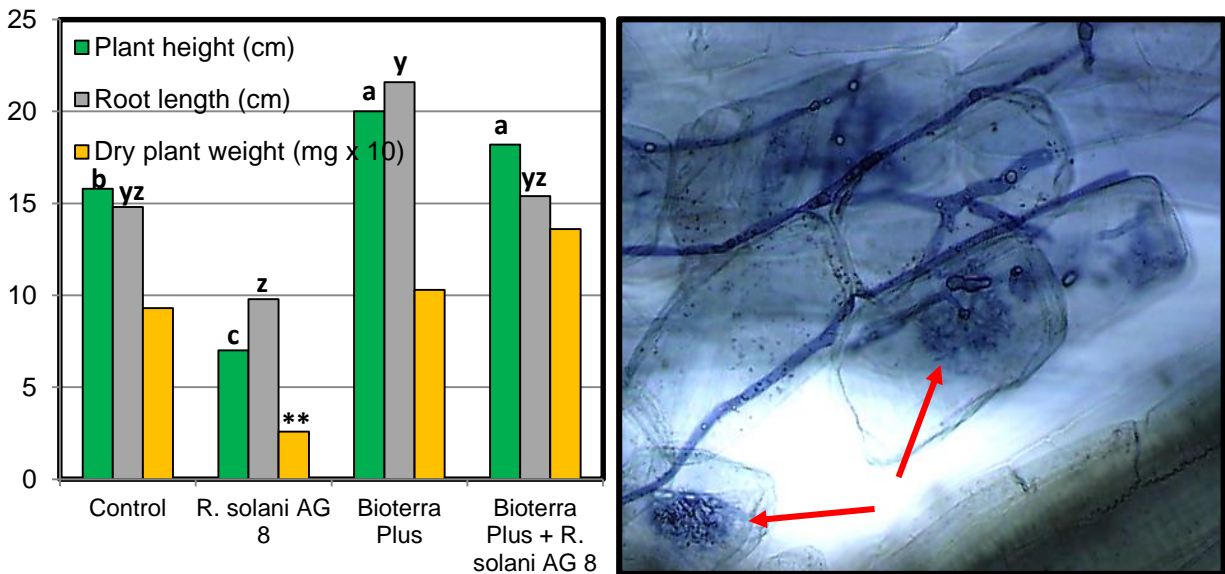 25
20
15
10
5
0
Plant height (cm)
Root length (cm)
Dry plant weight (mg x 10)
b
yz
c
z
**
a
y
a
yz
Control
R. solani AG
8
Bioterra
Plus
Bioterra
Plus + R.
solani AG 8